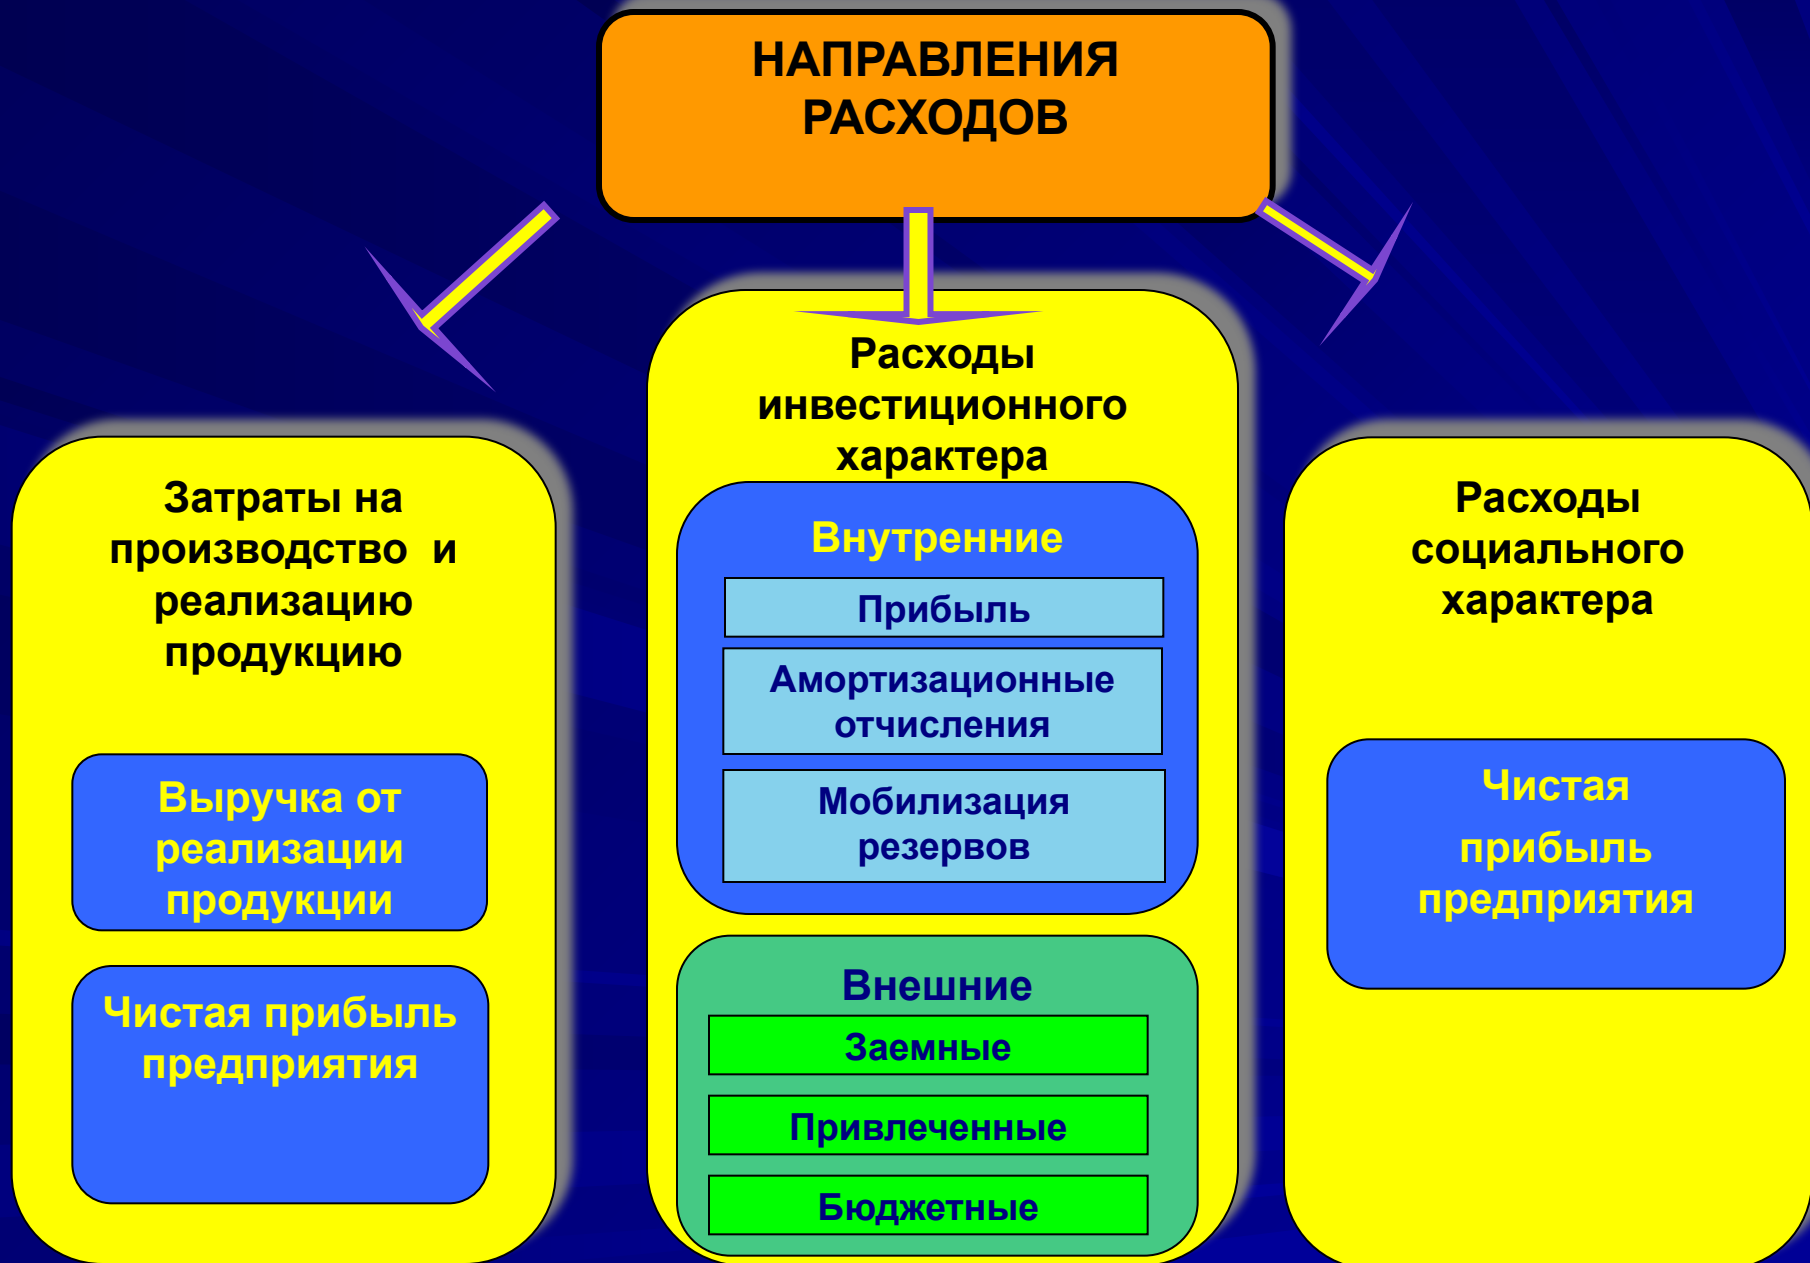 НАПРАВЛЕНИЯ
РАСХОДОВ
Затраты на
производство и
реализацию
продукцию
Выручка от
реализации
продукции
Чистая прибыль
предприятия
Расходы
инвестиционного
характера
Внутренние
Прибыль
Амортизационные
отчисления
Мобилизация
резервов
Внешние
Заемные
Привлеченные
Бюджетные
Расходы
социального
характера
Чистая
прибыль
предприятия